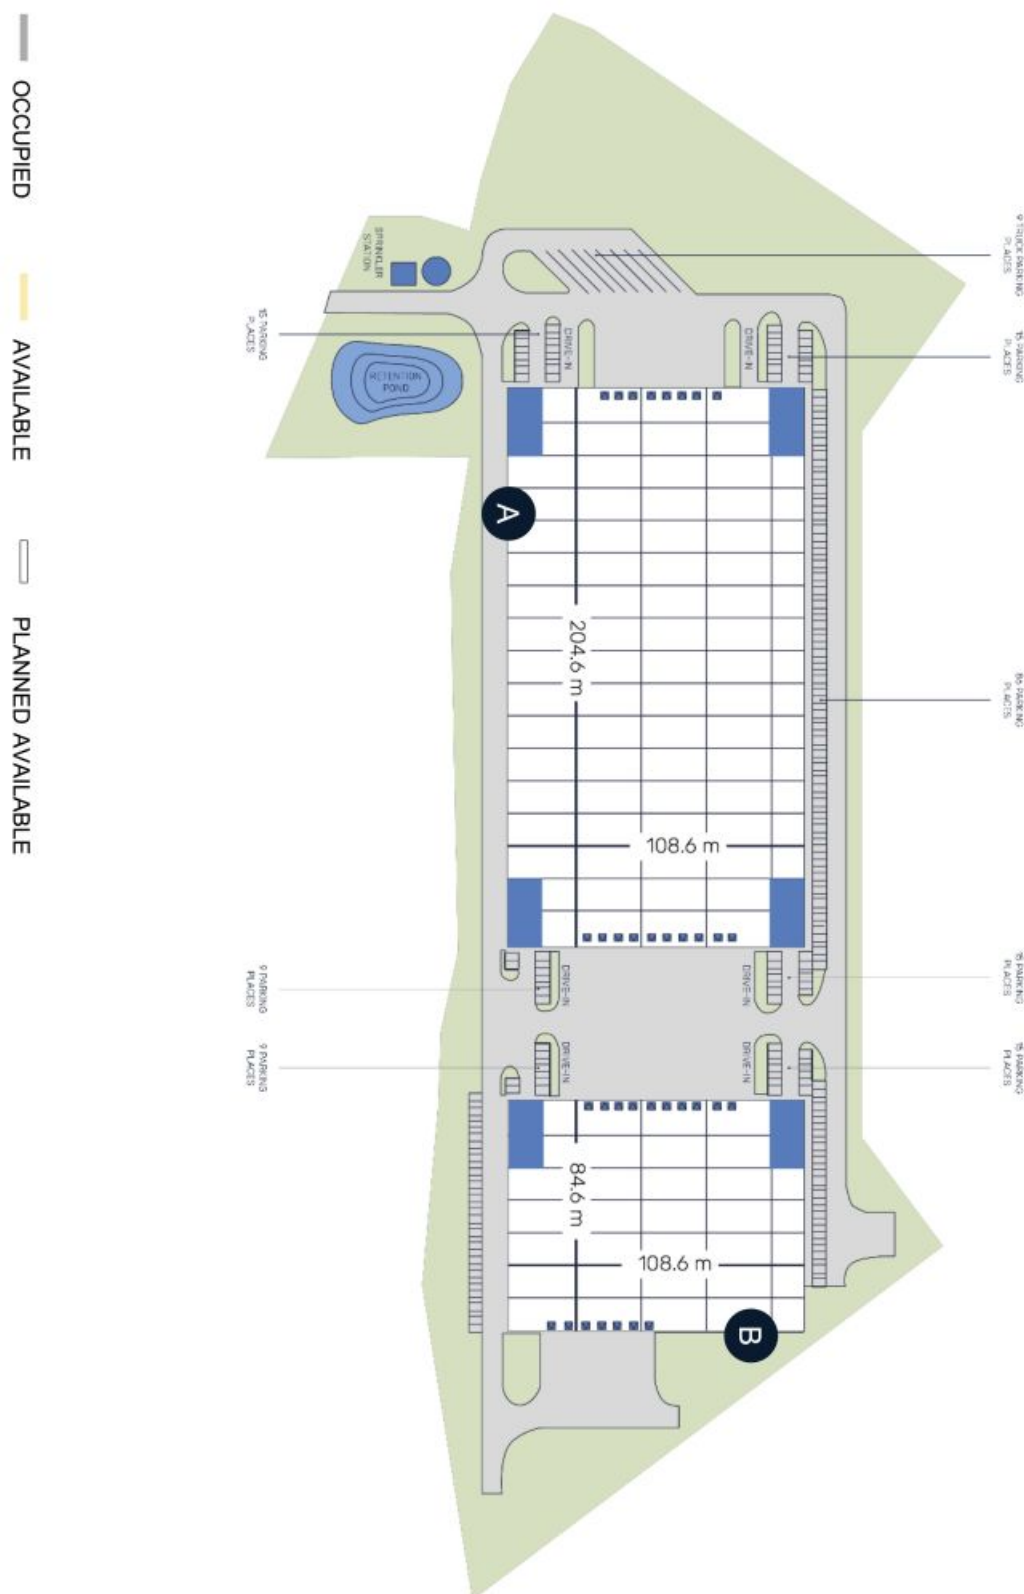 OCCUPIED
AVAILABLE
PLANNED AVAILABLE
9 TRUCK PARKING
PLACES
15 PARKING
PLACES
86 PARKING
PLACES
15 PARKING
PLACES
15 PARKING
PLACES
SPRINKLER
STATION
15 PARKING
PLACES
RETENTION
POND
DRIVE-IN
DRIVE-IN
A
204.6 m
108.6 m
DRIVE-IN
DRIVE-IN
DRIVE-IN
DRIVE-IN
9 PARKING
PLACES
9 PARKING
PLACES
84.6 m
108.6 m
B